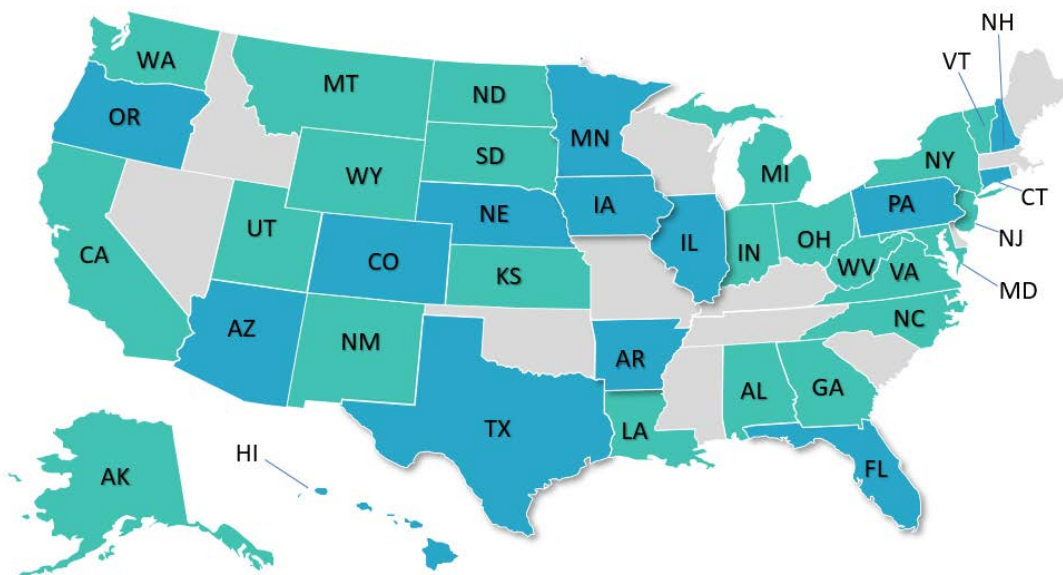 NH
VT
WA
MT
ND
OR
MN
NY
SD
MI
WY
CT
PA
NE
IA
NJ
UT
OH
IL
IN
CA
CO
WV
VA
KS
MD
NC
AZ
NM
AR
AL
GA
TX
LA
HI
FL
AK